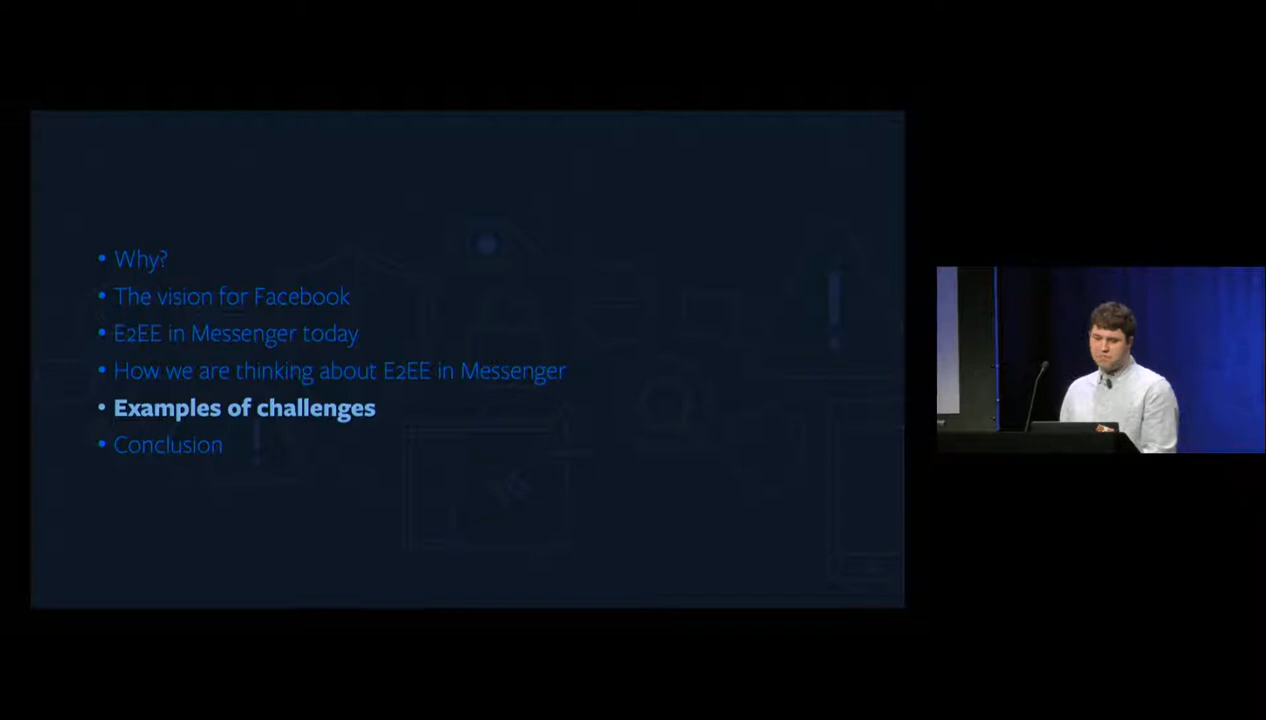 • Why?
• The vision for Facebook
• E2EE in Messenger today
• How we are thinking about E2EE in Messenger
• Examples of challenges
• Conclusion